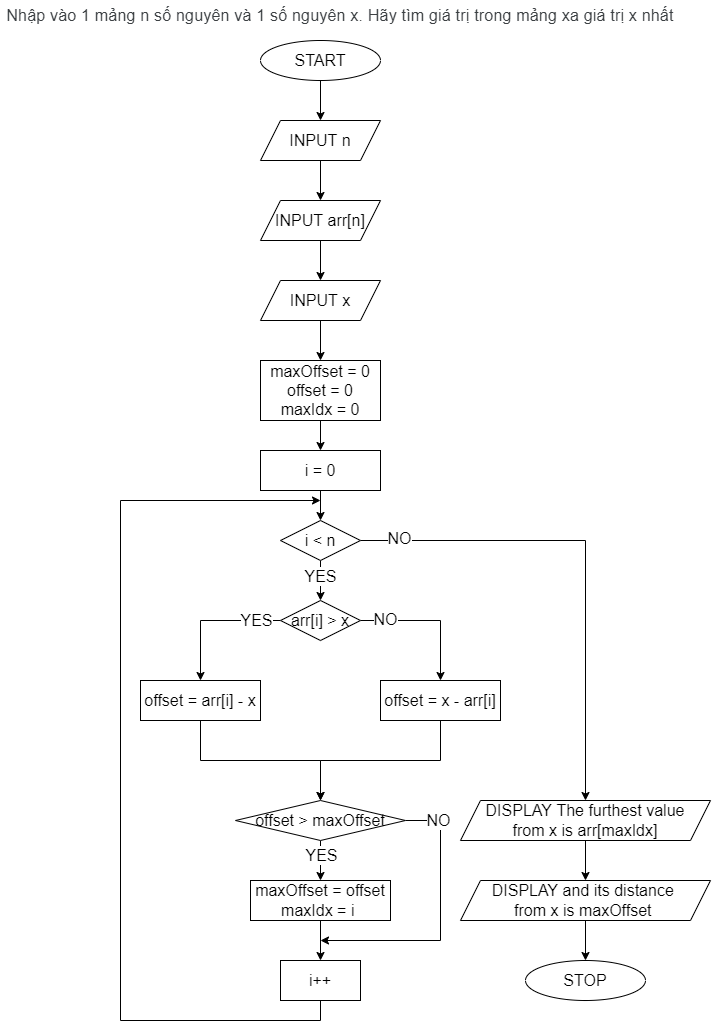 Nhập vào 1 mảng n số nguyên và 1 số nguyên x. Hãy tìm giá trị trong mảng xa giá trị x nhất
START
INPUT n
INPUT arr[n]
INPUT x
maxOffset = 0
offset = 0
maxIdx = 0
i = 0
i < n
NO
YES
YES
arr[i] > x
NO
offset = arr[i] - x
offset = x - arr[i]
offset > maxOffset
NO
YES
maxOffset = offset
maxIdx = i
i++
DISPLAY The furthest value
from x is arr[maxIdx]
DISPLAY and its distance
from x is maxOffset
STOP